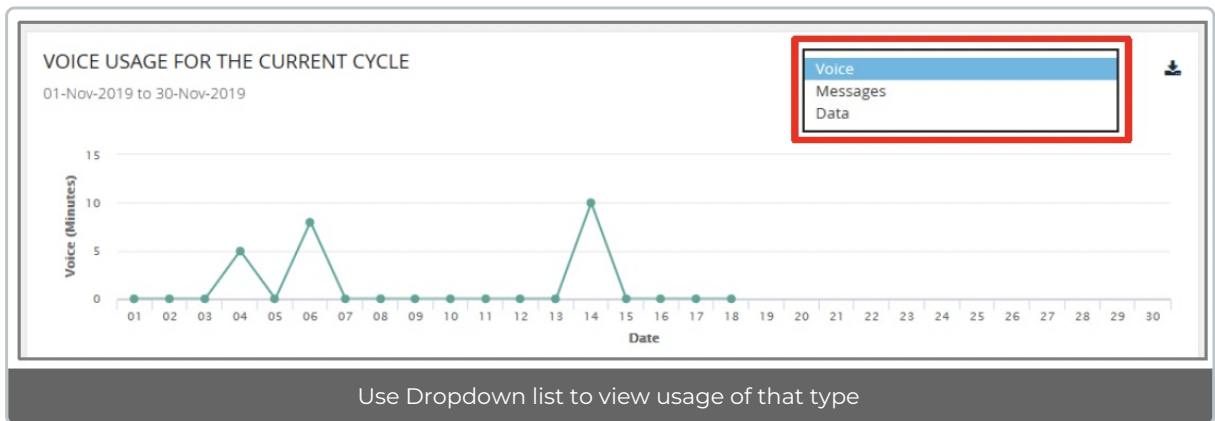 VOICE USAGE FOR THE CURRENT CYCLE
01-Nov-2019 to 30-Nov-2019
Voice
Messages
Data
Voice (Minutes)
15
10
5
0
01 02 03 04 05 06 07 08 09 10 11 12 13 14 15 16 17 18 19 20 21 22 23 24 25 26 27 28 29 30
Date
Use Dropdown list to view usage of that type